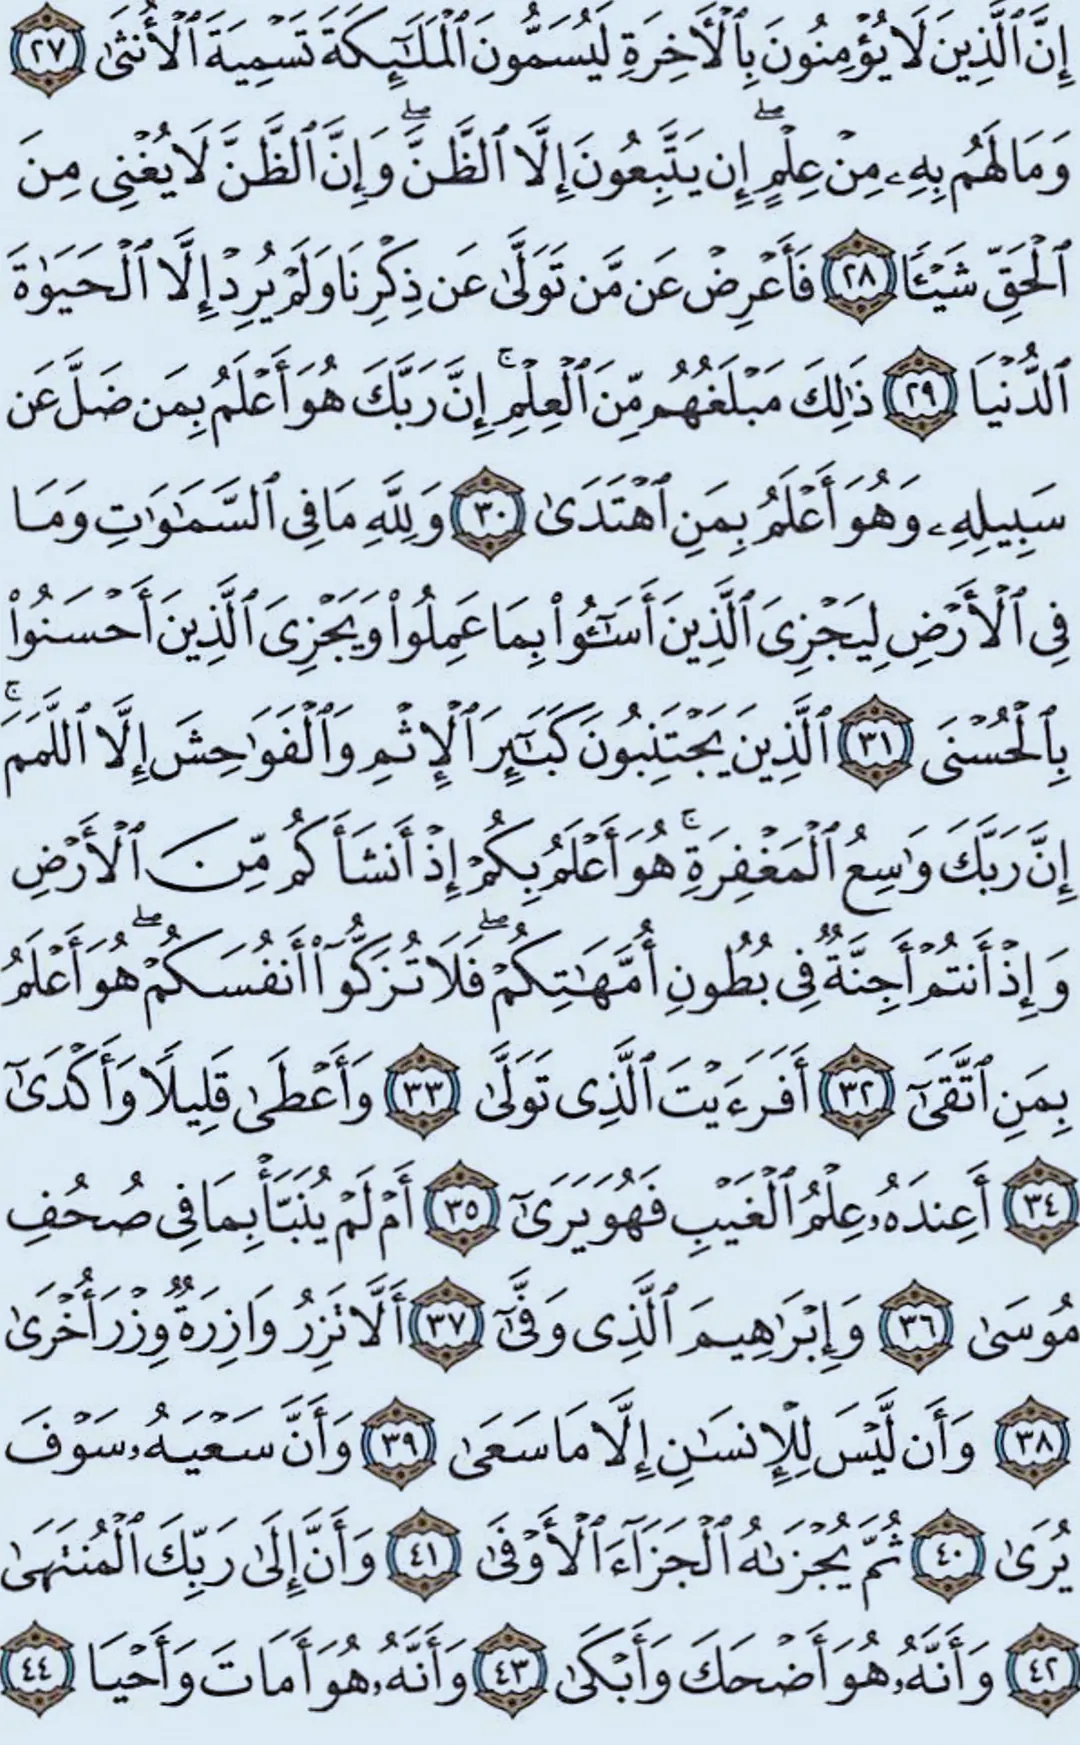 إِنَّ ٱلَّذِينَ لَا يُؤْمِنُونَ بِٱلْأَخِرَةِ لَيُسَمُّونَ ٱلْمَلَـٰٓئِكَةَ تَسْمِيَةَ ٱلْأُنثَىٰ ٢٧
وَمَا لَهُم بِهِۦ مِنْ عِلْمٍ ۖ إِن يَتَّبِعُونَ إِلَّا ٱلظَّنَّ ۖ وَإِنَّ ٱلظَّنَّ لَا يُغْنِى مِنَ
ٱلْحَقِّ شَيْـًٔا ٢٨ فَأَعْرِضْ عَن مَّن تَوَلَّىٰ عَن ذِكْرِنَا وَلَمْ يُرِدْ إِلَّا ٱلْحَيَوٰةَ
ٱلدُّنْيَا ٢٩ ذَٰلِكَ مَبْلَغُهُم مِّنَ ٱلْعِلْمِ ۚ إِنَّ رَبَّكَ هُوَ أَعْلَمُ بِمَن ضَلَّ عَن
سَبِيلِهِۦ وَهُوَ أَعْلَمُ بِمَنِ ٱهْتَدَىٰ ٣٠ وَلِلَّهِ مَا فِى ٱلسَّمَـٰوَٰتِ وَمَا
فِى ٱلْأَرْضِ لِيَجْزِىَ ٱلَّذِينَ أَسَـٰٓـُٔوا۟ بِمَا عَمِلُوا۟ وَيَجْزِىَ ٱلَّذِينَ أَحْسَنُوا۟
بِٱلْحُسْنَى ٣١ ٱلَّذِينَ يَجْتَنِبُونَ كَبَـٰٓئِرَ ٱلْإِثْمِ وَٱلْفَوَٰحِشَ إِلَّا ٱللَّمَمَ ۚ
إِنَّ رَبَّكَ وَٰسِعُ ٱلْمَغْفِرَةِ ۚ هُوَ أَعْلَمُ بِكُمْ إِذْ أَنشَأَكُم مِّنَ ٱلْأَرْضِ
وَإِذْ أَنتُمْ أَجِنَّةٌ فِى بُطُونِ أُمَّهَـٰتِكُمْ ۖ فَلَا تُزَكُّوٓا۟ أَنفُسَكُمْ ۖ هُوَ أَعْلَمُ
بِمَنِ ٱتَّقَىٰٓ ٣٢ أَفَرَءَيْتَ ٱلَّذِى تَوَلَّىٰ ٣٣ وَأَعْطَىٰ قَلِيلًا وَأَكْدَىٰٓ
٣٤ أَعِندَهُۥ عِلْمُ ٱلْغَيْبِ فَهُوَ يَرَىٰٓ ٣٥ أَمْ لَمْ يُنَبَّأْ بِمَا فِى صُحُفِ
مُوسَىٰ ٣٦ وَإِبْرَٰهِيمَ ٱلَّذِى وَفَّىٰٓ ٣٧ أَلَّا تَزِرُ وَازِرَةٌ وِزْرَ أُخْرَىٰ
٣٨ وَأَن لَّيْسَ لِلْإِنسَـٰنِ إِلَّا مَا سَعَىٰ ٣٩ وَأَنَّ سَعْيَهُۥ سَوْفَ
يُرَىٰ ٤٠ ثُمَّ يُجْزَىٰهُ ٱلْجَزَآءَ ٱلْأَوْفَىٰ ٤١ وَأَنَّ إِلَىٰ رَبِّكَ ٱلْمُنتَهَىٰ
٤٢ وَأَنَّهُۥ هُوَ أَضْحَكَ وَأَبْكَىٰ ٤٣ وَأَنَّهُۥ هُوَ أَمَاتَ وَأَحْيَا ٤٤